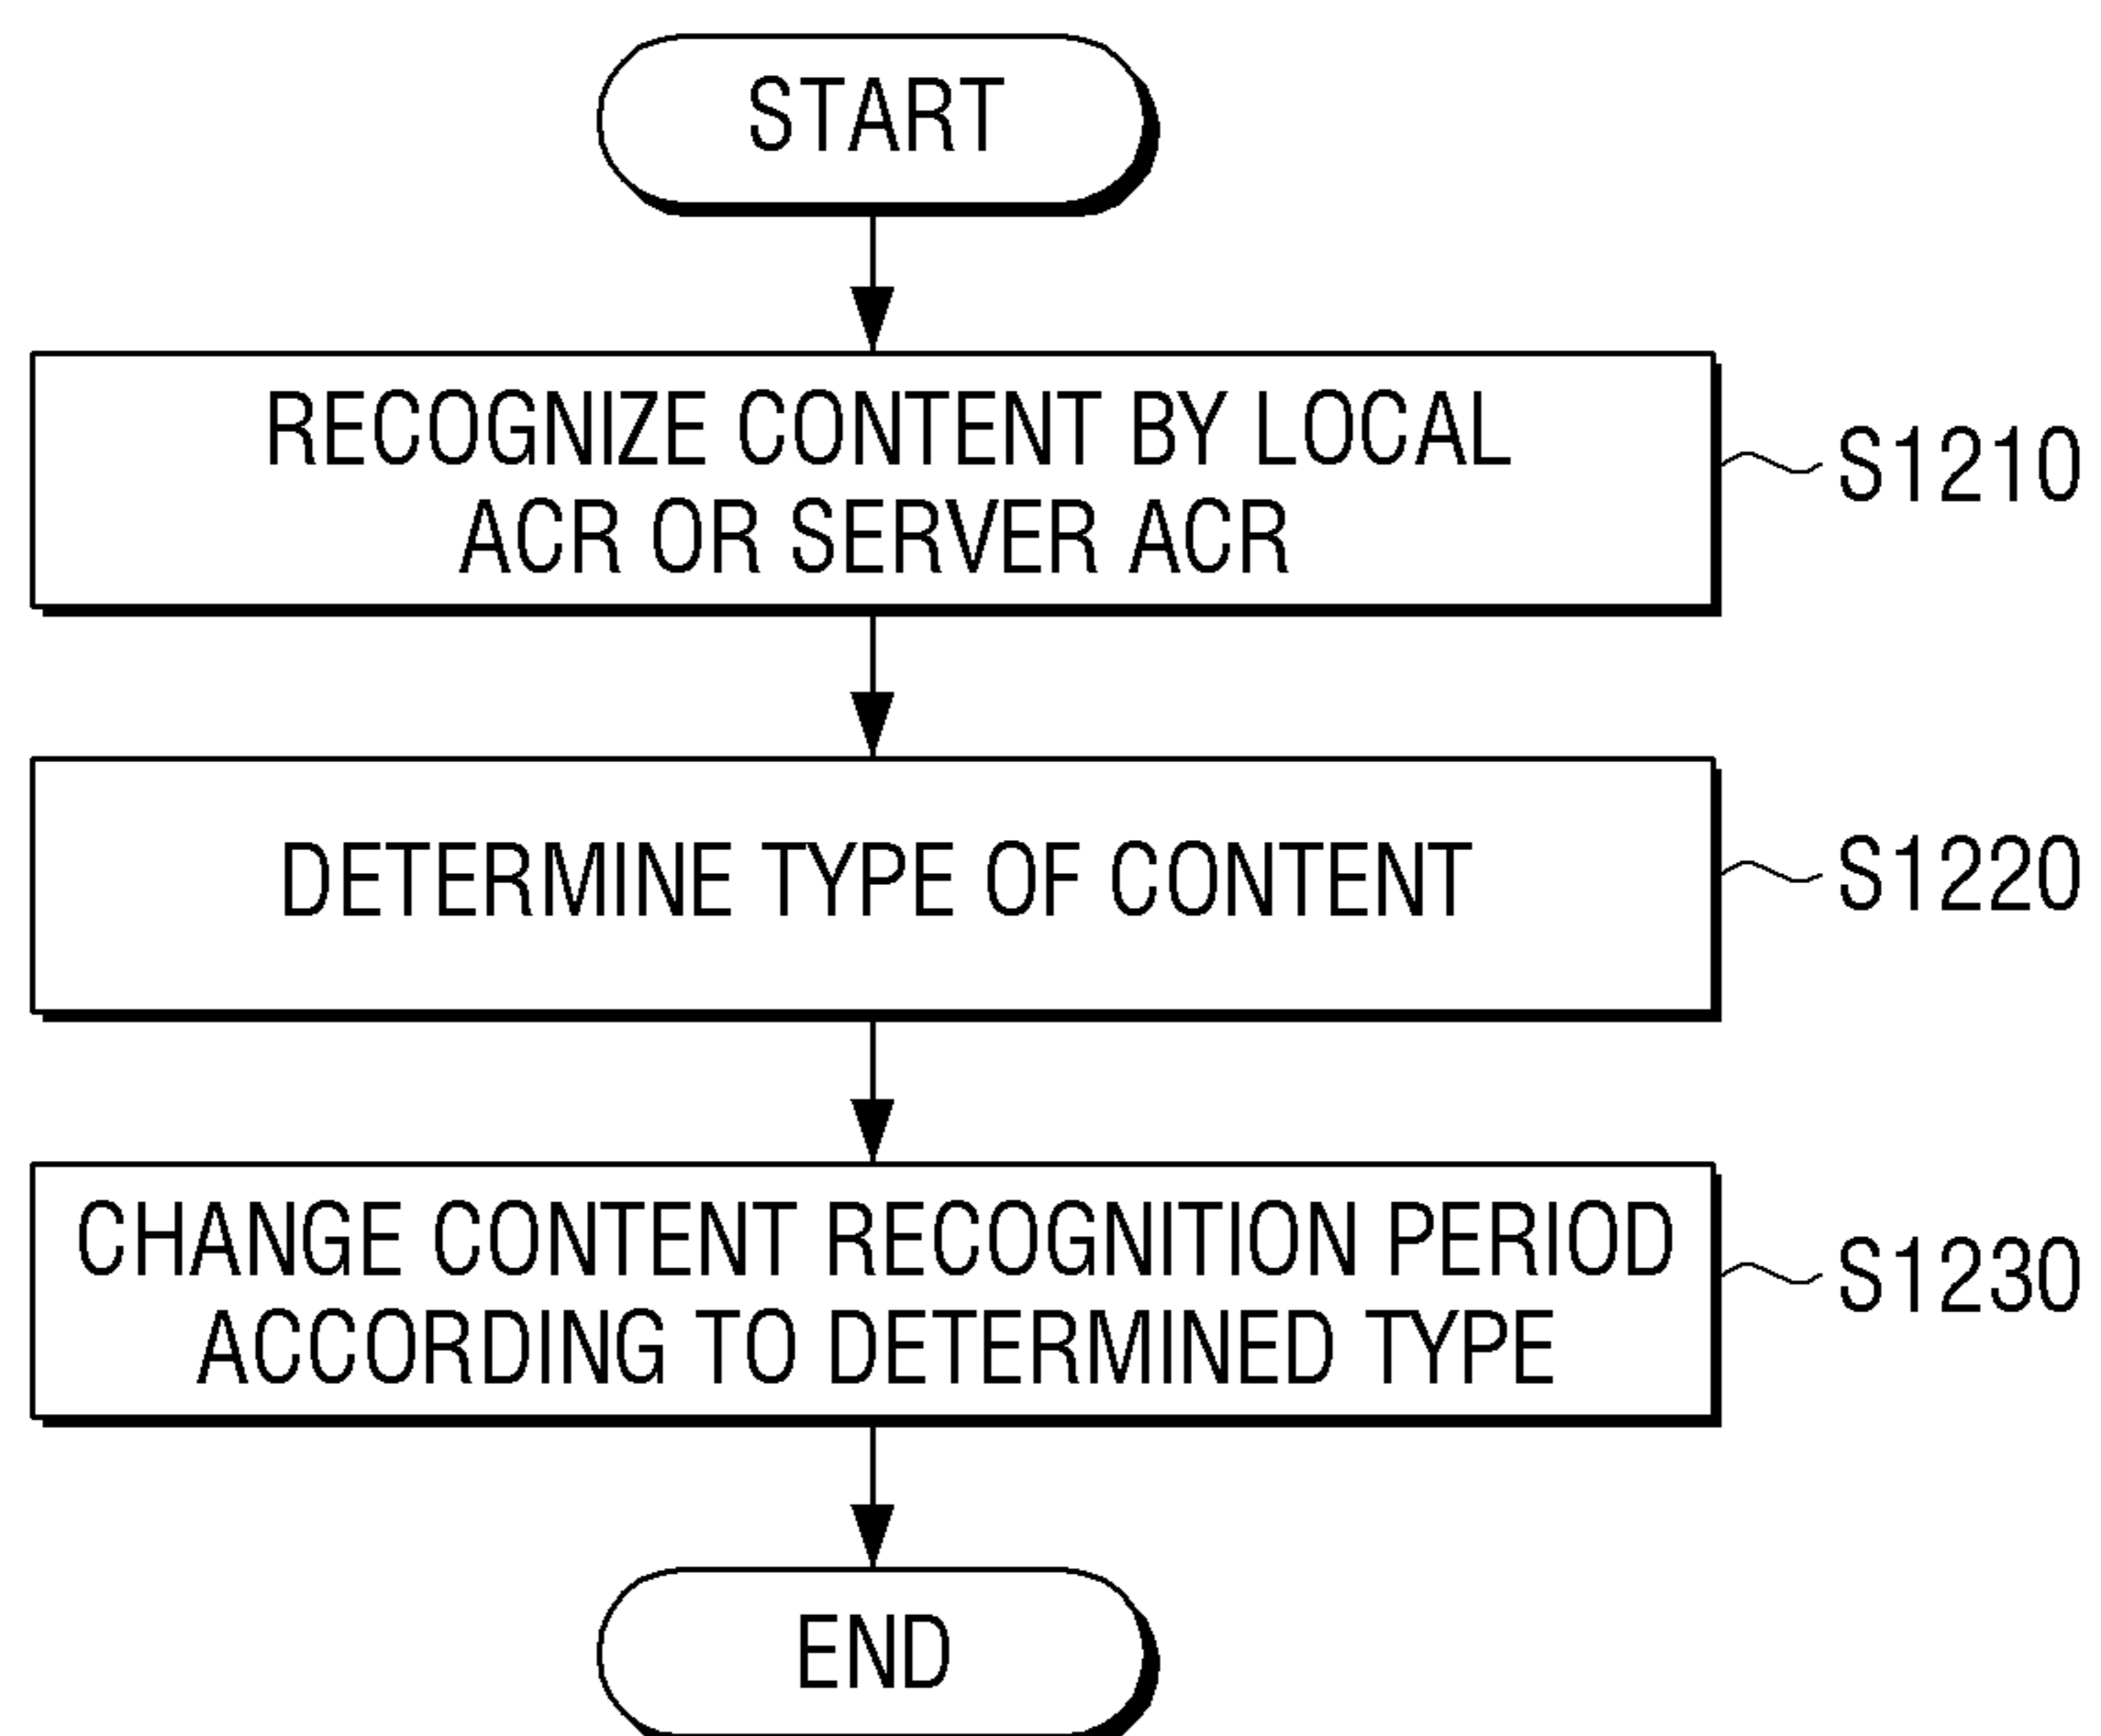 START
RECOGNIZE CONTENT BY LOCAL
ACR OR SERVER ACR
S1210
DETERMINE TYPE OF CONTENT
S1220
CHANGE CONTENT RECOGNITION PERIOD
ACCORDING TO DETERMINED TYPE
S1230
END